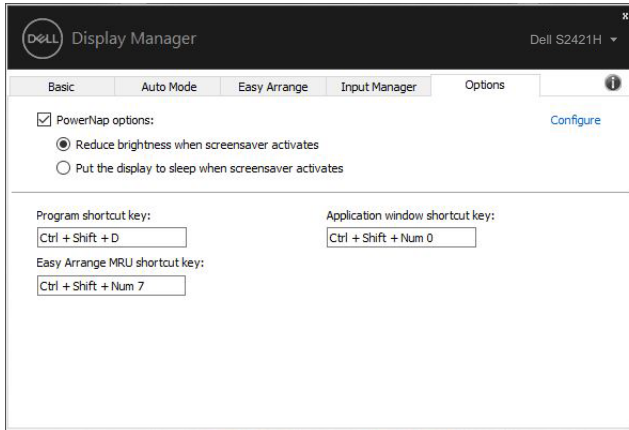 x
DELL Display Manager
Dell S2421H
Basic Auto Mode Easy Arrange Input Manager Options
PowerNap options: Configure
Reduce brightness when screensaver activates
Put the display to sleep when screensaver activates
Program shortcut key: Application window shortcut key:
Ctrl + Shift + D Ctrl + Shift + Num 0
Easy Arrange MRU shortcut key:
Ctrl + Shift + Num 7